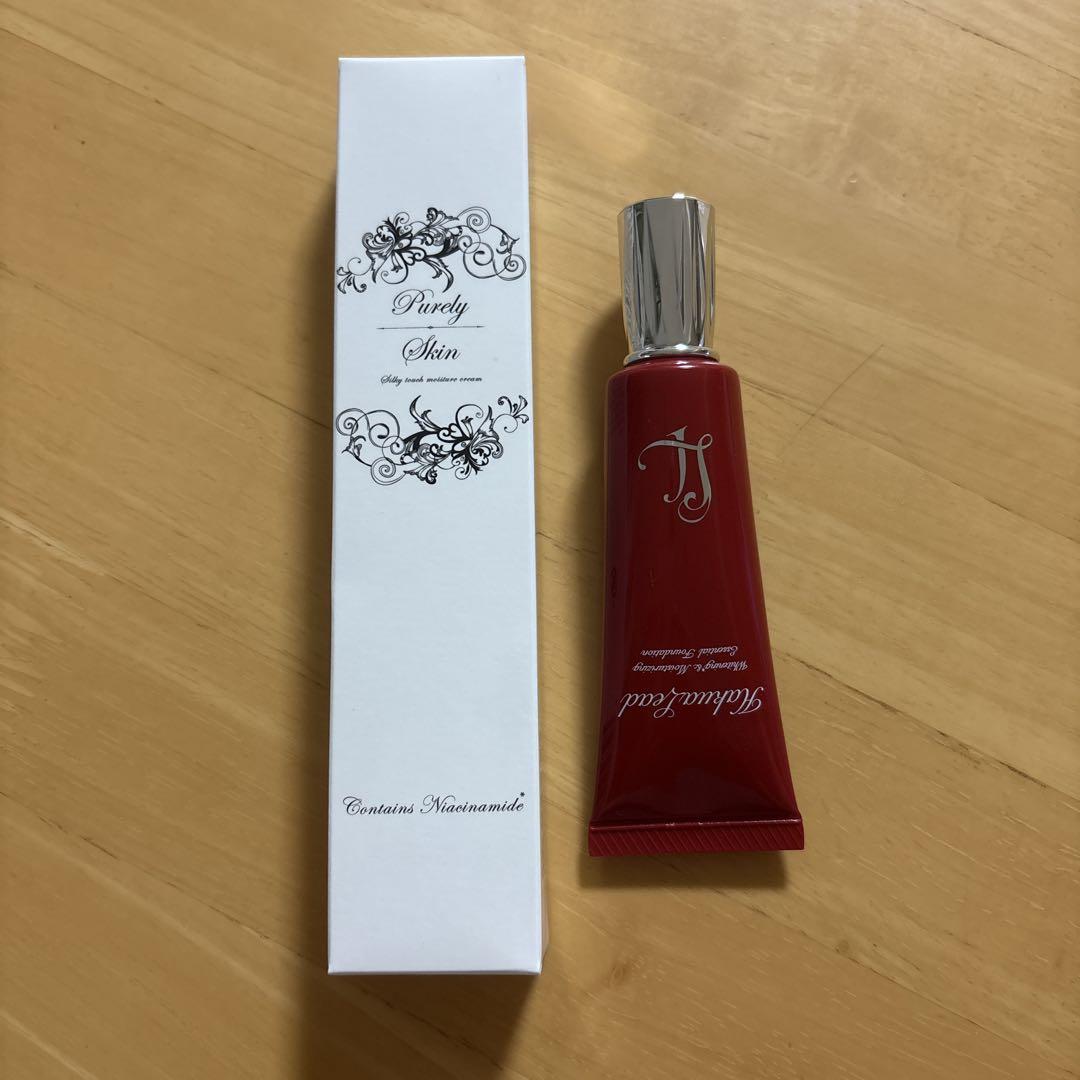 Purely
Skin
Silky touch moisture cream
Contains Niacinamide*
HakuaLead
Whitening*& Moisturizing
Essential Foundation